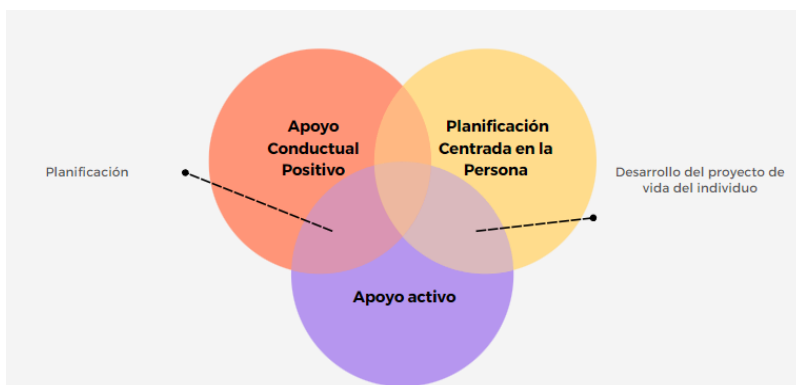 Apoyo
Conductual
Positivo
Planificación
Centrada en la
Persona
Planificación
Desarrollo del proyecto de
vida del individuo
Apoyo activo